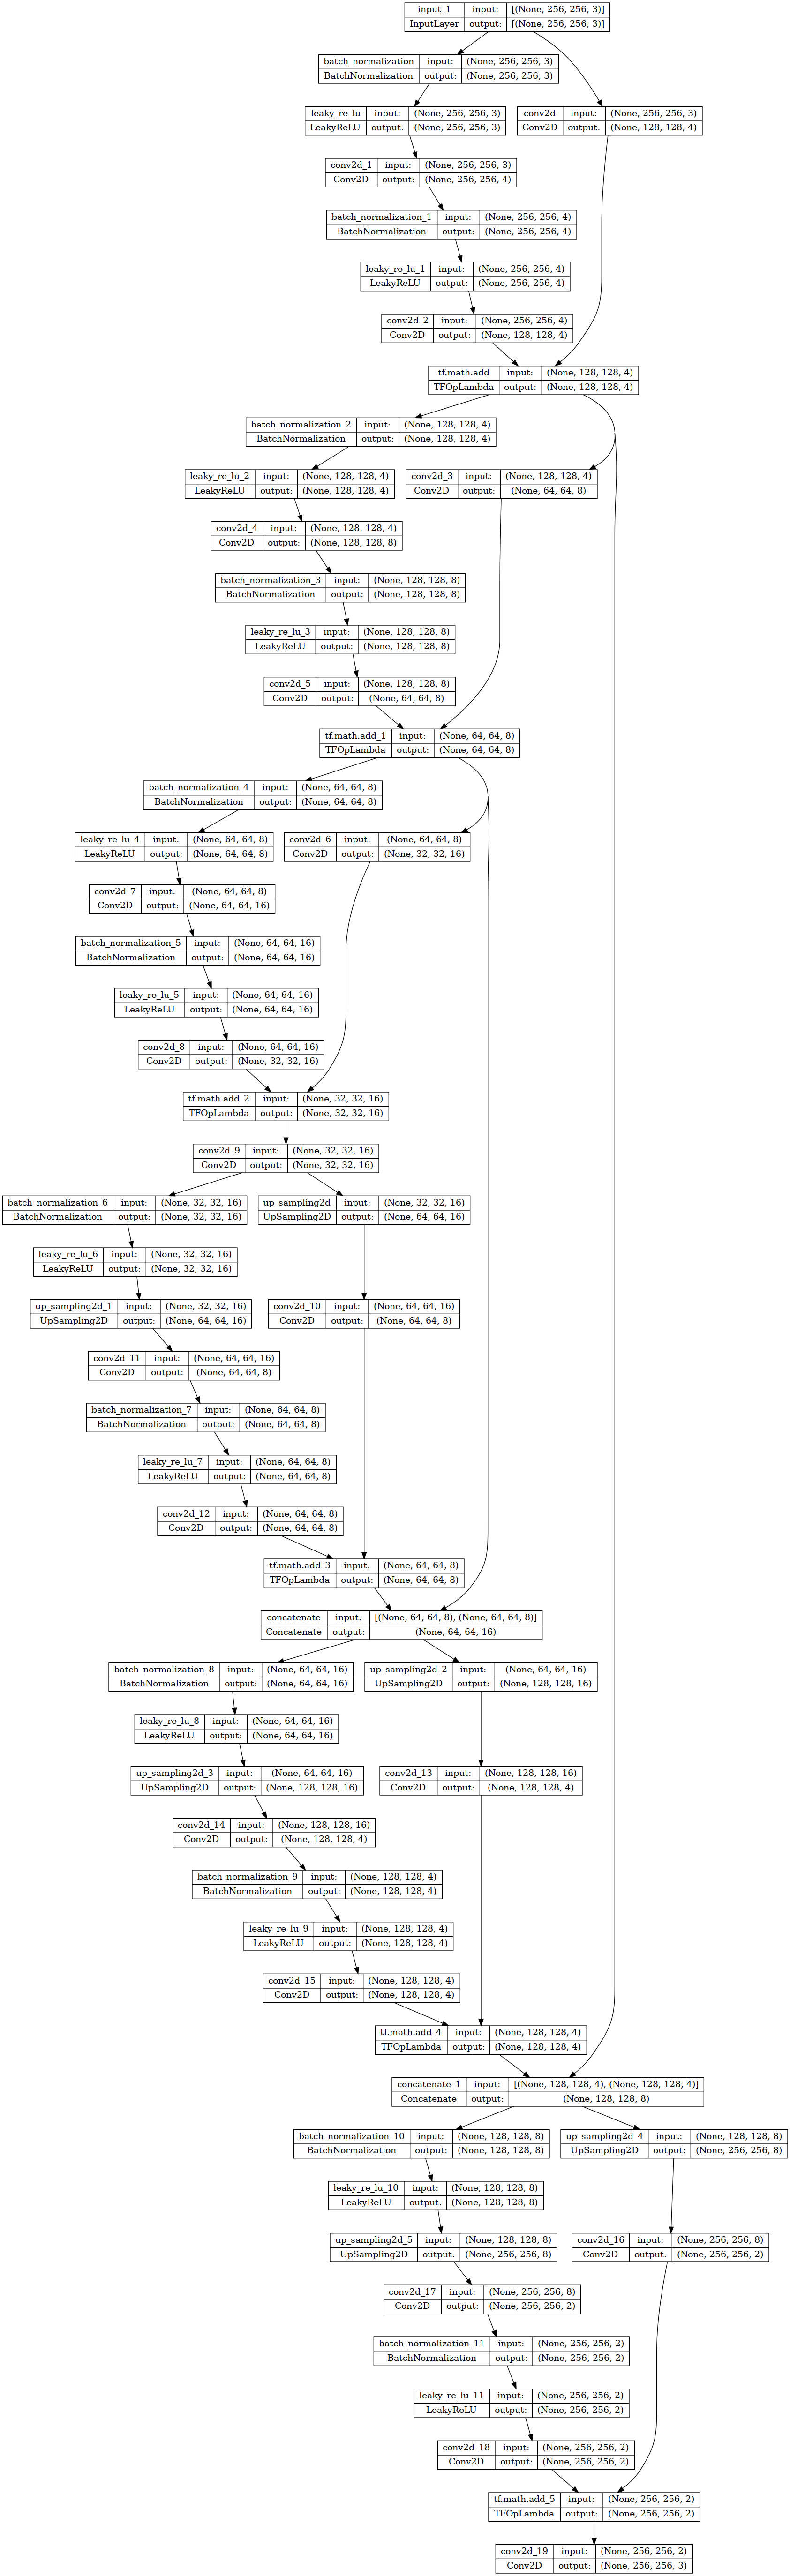 input_1 input: [(None, 256, 256, 3)]
InputLayer output: [(None, 256, 256, 3)]
batch_normalization input: (None, 256, 256, 3)
BatchNormalization output: (None, 256, 256, 3)
leaky_re_lu input: (None, 256, 256, 3)
LeakyReLU output: (None, 256, 256, 3)
conv2d input: (None, 256, 256, 3)
Conv2D output: (None, 128, 128, 4)
conv2d_1 input: (None, 256, 256, 3)
Conv2D output: (None, 256, 256, 4)
batch_normalization_1 input: (None, 256, 256, 4)
BatchNormalization output: (None, 256, 256, 4)
leaky_re_lu_1 input: (None, 256, 256, 4)
LeakyReLU output: (None, 256, 256, 4)
conv2d_2 input: (None, 256, 256, 4)
Conv2D output: (None, 128, 128, 4)
tf.math.add input: (None, 128, 128, 4)
TFOpLambda output: (None, 128, 128, 4)
batch_normalization_2 input: (None, 128, 128, 4)
BatchNormalization output: (None, 128, 128, 4)
leaky_re_lu_2 input: (None, 128, 128, 4)
LeakyReLU output: (None, 128, 128, 4)
conv2d_3 input: (None, 128, 128, 4)
Conv2D output: (None, 64, 64, 8)
conv2d_4 input: (None, 128, 128, 4)
Conv2D output: (None, 128, 128, 8)
batch_normalization_3 input: (None, 128, 128, 8)
BatchNormalization output: (None, 128, 128, 8)
leaky_re_lu_3 input: (None, 128, 128, 8)
LeakyReLU output: (None, 128, 128, 8)
conv2d_5 input: (None, 128, 128, 8)
Conv2D output: (None, 64, 64, 8)
tf.math.add_1 input: (None, 64, 64, 8)
TFOpLambda output: (None, 64, 64, 8)
batch_normalization_4 input: (None, 64, 64, 8)
BatchNormalization output: (None, 64, 64, 8)
leaky_re_lu_4 input: (None, 64, 64, 8)
LeakyReLU output: (None, 64, 64, 8)
conv2d_6 input: (None, 64, 64, 8)
Conv2D output: (None, 32, 32, 16)
conv2d_7 input: (None, 64, 64, 8)
Conv2D output: (None, 64, 64, 16)
batch_normalization_5 input: (None, 64, 64, 16)
BatchNormalization output: (None, 64, 64, 16)
leaky_re_lu_5 input: (None, 64, 64, 16)
LeakyReLU output: (None, 64, 64, 16)
conv2d_8 input: (None, 64, 64, 16)
Conv2D output: (None, 32, 32, 16)
tf.math.add_2 input: (None, 32, 32, 16)
TFOpLambda output: (None, 32, 32, 16)
conv2d_9 input: (None, 32, 32, 16)
Conv2D output: (None, 32, 32, 16)
batch_normalization_6 input: (None, 32, 32, 16)
BatchNormalization output: (None, 32, 32, 16)
up_sampling2d input: (None, 32, 32, 16)
UpSampling2D output: (None, 64, 64, 16)
leaky_re_lu_6 input: (None, 32, 32, 16)
LeakyReLU output: (None, 32, 32, 16)
up_sampling2d_1 input: (None, 32, 32, 16)
UpSampling2D output: (None, 64, 64, 16)
conv2d_10 input: (None, 64, 64, 16)
Conv2D output: (None, 64, 64, 8)
conv2d_11 input: (None, 64, 64, 16)
Conv2D output: (None, 64, 64, 8)
batch_normalization_7 input: (None, 64, 64, 8)
BatchNormalization output: (None, 64, 64, 8)
leaky_re_lu_7 input: (None, 64, 64, 8)
LeakyReLU output: (None, 64, 64, 8)
conv2d_12 input: (None, 64, 64, 8)
Conv2D output: (None, 64, 64, 8)
tf.math.add_3 input: (None, 64, 64, 8)
TFOpLambda output: (None, 64, 64, 8)
concatenate input: [(None, 64, 64, 8), (None, 64, 64, 8)]
Concatenate output: (None, 64, 64, 16)
batch_normalization_8 input: (None, 64, 64, 16)
BatchNormalization output: (None, 64, 64, 16)
up_sampling2d_2 input: (None, 64, 64, 16)
UpSampling2D output: (None, 128, 128, 16)
leaky_re_lu_8 input: (None, 64, 64, 16)
LeakyReLU output: (None, 64, 64, 16)
up_sampling2d_3 input: (None, 64, 64, 16)
UpSampling2D output: (None, 128, 128, 16)
conv2d_13 input: (None, 128, 128, 16)
Conv2D output: (None, 128, 128, 4)
conv2d_14 input: (None, 128, 128, 16)
Conv2D output: (None, 128, 128, 4)
batch_normalization_9 input: (None, 128, 128, 4)
BatchNormalization output: (None, 128, 128, 4)
leaky_re_lu_9 input: (None, 128, 128, 4)
LeakyReLU output: (None, 128, 128, 4)
conv2d_15 input: (None, 128, 128, 4)
Conv2D output: (None, 128, 128, 4)
tf.math.add_4 input: (None, 128, 128, 4)
TFOpLambda output: (None, 128, 128, 4)
concatenate_1 input: [(None, 128, 128, 4), (None, 128, 128, 4)]
Concatenate output: (None, 128, 128, 8)
batch_normalization_10 input: (None, 128, 128, 8)
BatchNormalization output: (None, 128, 128, 8)
up_sampling2d_4 input: (None, 128, 128, 8)
UpSampling2D output: (None, 256, 256, 8)
leaky_re_lu_10 input: (None, 128, 128, 8)
LeakyReLU output: (None, 128, 128, 8)
up_sampling2d_5 input: (None, 128, 128, 8)
UpSampling2D output: (None, 256, 256, 8)
conv2d_16 input: (None, 256, 256, 8)
Conv2D output: (None, 256, 256, 2)
conv2d_17 input: (None, 256, 256, 8)
Conv2D output: (None, 256, 256, 2)
batch_normalization_11 input: (None, 256, 256, 2)
BatchNormalization output: (None, 256, 256, 2)
leaky_re_lu_11 input: (None, 256, 256, 2)
LeakyReLU output: (None, 256, 256, 2)
conv2d_18 input: (None, 256, 256, 2)
Conv2D output: (None, 256, 256, 2)
tf.math.add_5 input: (None, 256, 256, 2)
TFOpLambda output: (None, 256, 256, 2)
conv2d_19 input: (None, 256, 256, 2)
Conv2D output: (None, 256, 256, 3)